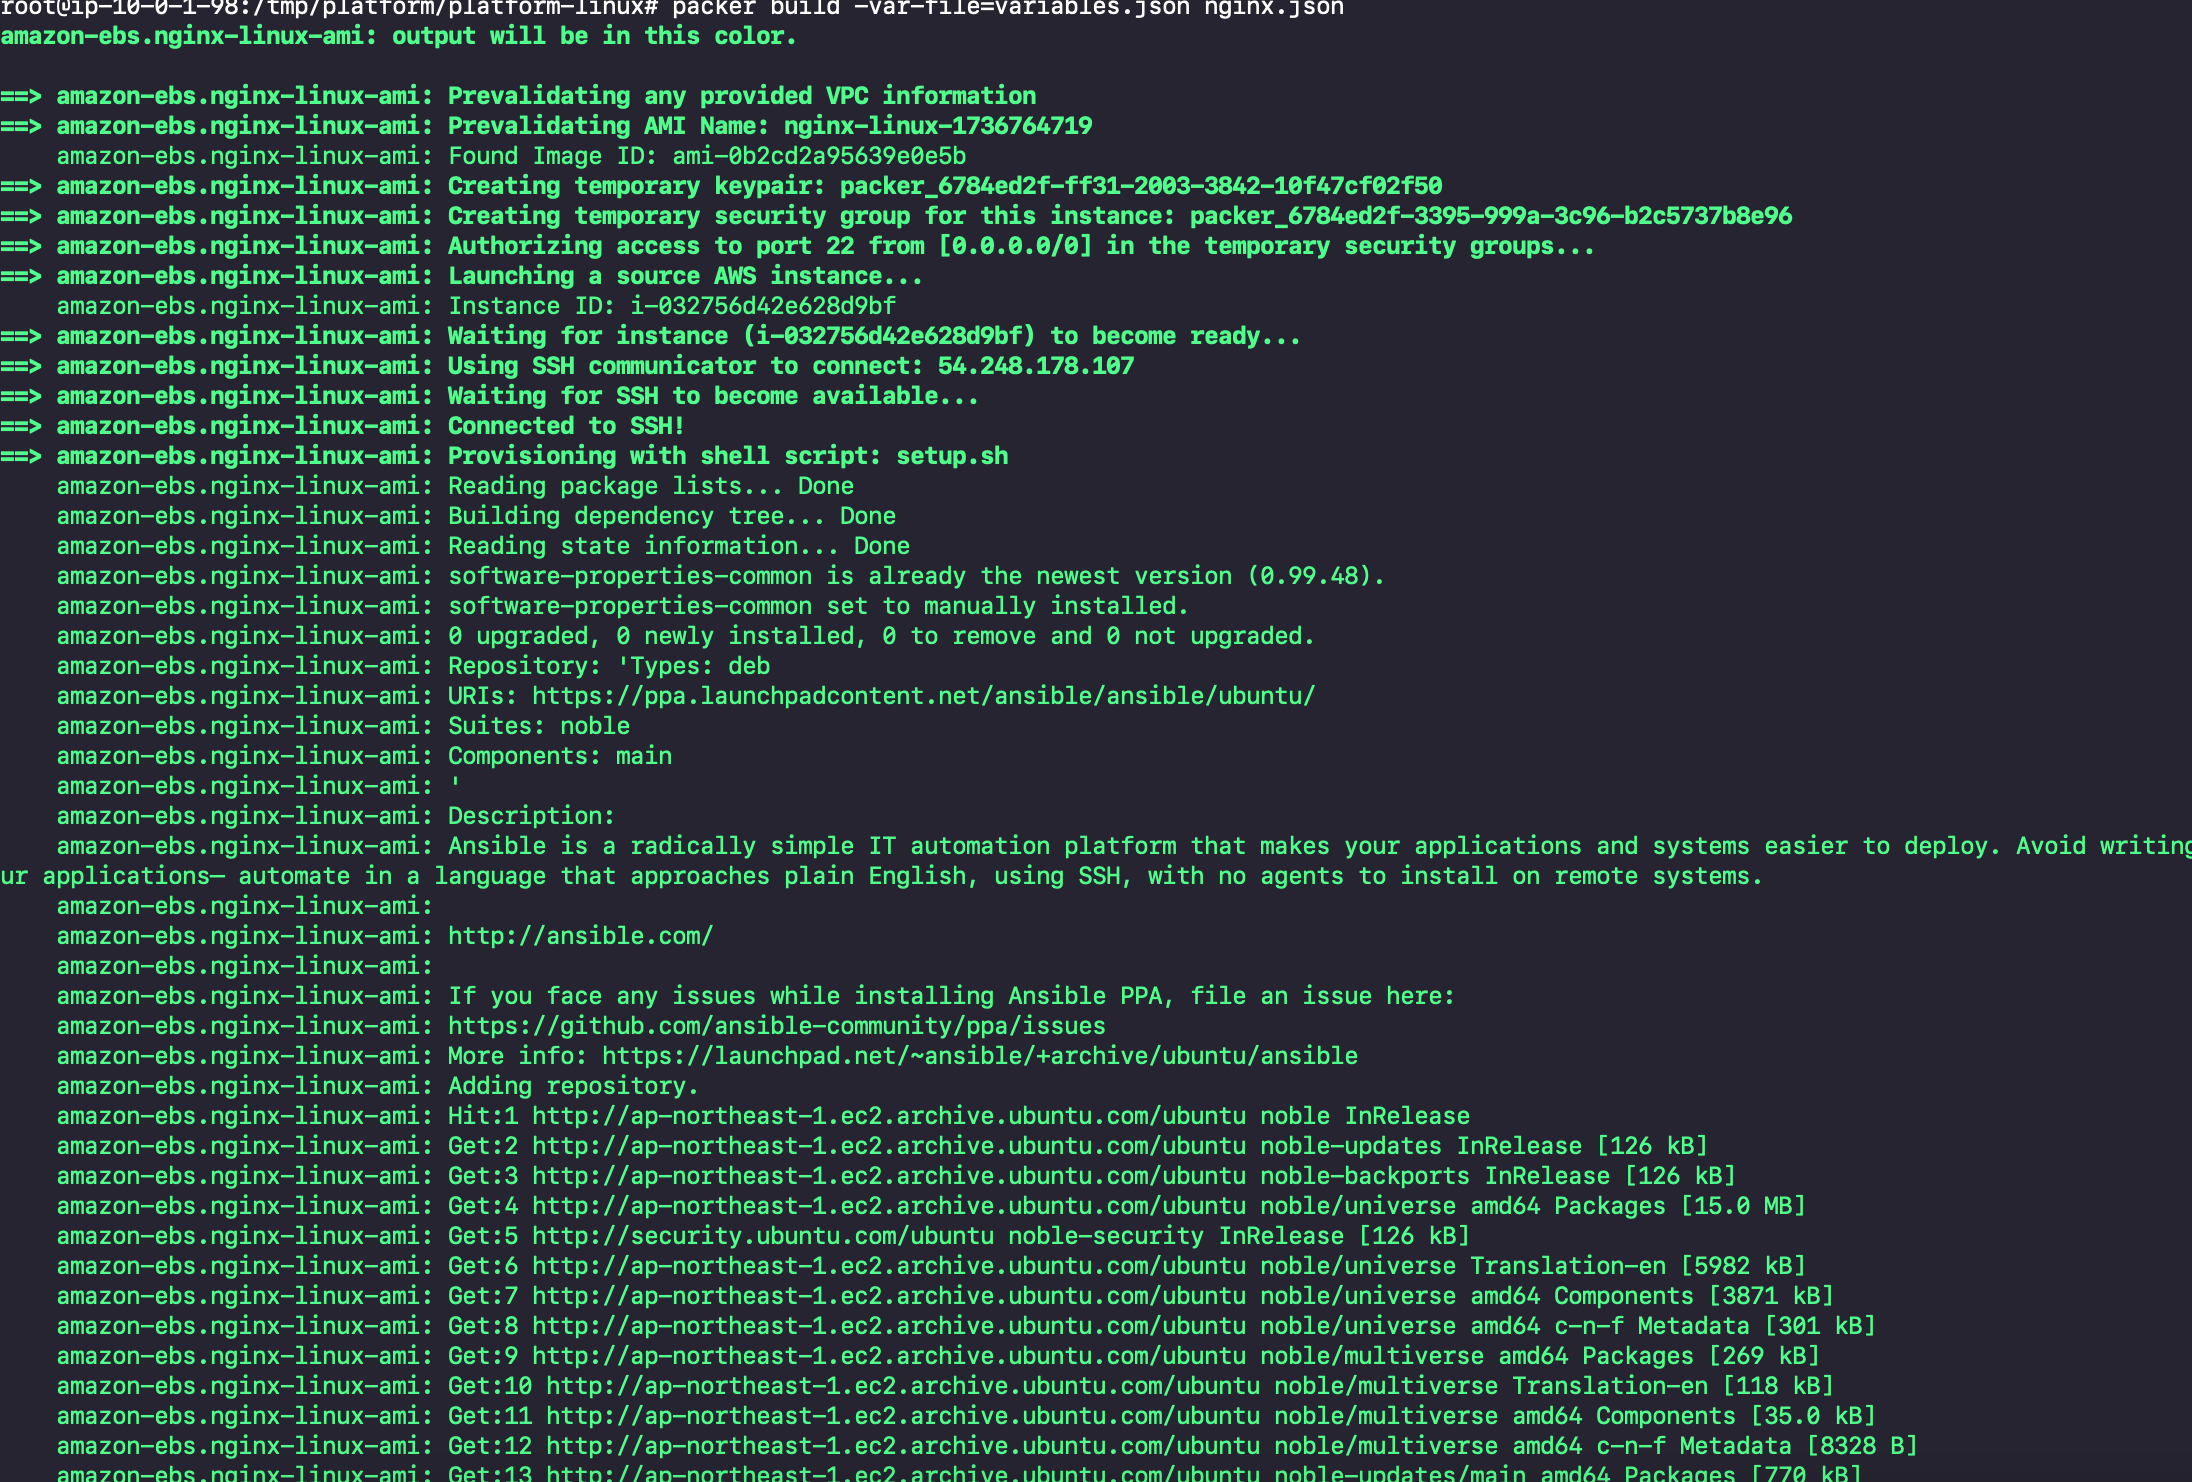 root@ip-10-0-1-98:/tmp/platform/platform-linux# packer build -var-file=variables.json nginx.json
amazon-ebs.nginx-linux-ami: output will be in this color.
==> amazon-ebs.nginx-linux-ami: Prevalidating any provided VPC information
==> amazon-ebs.nginx-linux-ami: Prevalidating AMI Name: nginx-linux-1736764719
amazon-ebs.nginx-linux-ami: Found Image ID: ami-0b2cd2a95639e0e5b
==> amazon-ebs.nginx-linux-ami: Creating temporary keypair: packer_6784ed2f-ff31-2003-3842-10f47cf02f50
==> amazon-ebs.nginx-linux-ami: Creating temporary security group for this instance: packer_6784ed2f-3395-999a-3c96-b2c5737b8e96
==> amazon-ebs.nginx-linux-ami: Authorizing access to port 22 from [0.0.0.0/0] in the temporary security groups...
==> amazon-ebs.nginx-linux-ami: Launching a source AWS instance...
amazon-ebs.nginx-linux-ami: Instance ID: i-032756d42e628d9bf
==> amazon-ebs.nginx-linux-ami: Waiting for instance (i-032756d42e628d9bf) to become ready...
==> amazon-ebs.nginx-linux-ami: Using SSH communicator to connect: 54.248.178.107
==> amazon-ebs.nginx-linux-ami: Waiting for SSH to become available...
==> amazon-ebs.nginx-linux-ami: Connected to SSH!
==> amazon-ebs.nginx-linux-ami: Provisioning with shell script: setup.sh
amazon-ebs.nginx-linux-ami: Reading package lists... Done
amazon-ebs.nginx-linux-ami: Building dependency tree... Done
amazon-ebs.nginx-linux-ami: Reading state information... Done
amazon-ebs.nginx-linux-ami: software-properties-common is already the newest version (0.99.48).
amazon-ebs.nginx-linux-ami: software-properties-common set to manually installed.
amazon-ebs.nginx-linux-ami: 0 upgraded, 0 newly installed, 0 to remove and 0 not upgraded.
amazon-ebs.nginx-linux-ami: Repository: 'Types: deb
amazon-ebs.nginx-linux-ami: URIs: https://ppa.launchpadcontent.net/ansible/ansible/ubuntu/
amazon-ebs.nginx-linux-ami: Suites: noble
amazon-ebs.nginx-linux-ami: Components: main
amazon-ebs.nginx-linux-ami: '
amazon-ebs.nginx-linux-ami: Description:
amazon-ebs.nginx-linux-ami: Ansible is a radically simple IT automation platform that makes your applications and systems easier to deploy. Avoid writing
ur applications— automate in a language that approaches plain English, using SSH, with no agents to install on remote systems.
amazon-ebs.nginx-linux-ami:
amazon-ebs.nginx-linux-ami: http://ansible.com/
amazon-ebs.nginx-linux-ami:
amazon-ebs.nginx-linux-ami: If you face any issues while installing Ansible PPA, file an issue here:
amazon-ebs.nginx-linux-ami: https://github.com/ansible-community/ppa/issues
amazon-ebs.nginx-linux-ami: More info: https://launchpad.net/~ansible/+archive/ubuntu/ansible
amazon-ebs.nginx-linux-ami: Adding repository.
amazon-ebs.nginx-linux-ami: Hit:1 http://ap-northeast-1.ec2.archive.ubuntu.com/ubuntu noble InRelease
amazon-ebs.nginx-linux-ami: Get:2 http://ap-northeast-1.ec2.archive.ubuntu.com/ubuntu noble-updates InRelease [126 kB]
amazon-ebs.nginx-linux-ami: Get:3 http://ap-northeast-1.ec2.archive.ubuntu.com/ubuntu noble-backports InRelease [126 kB]
amazon-ebs.nginx-linux-ami: Get:4 http://ap-northeast-1.ec2.archive.ubuntu.com/ubuntu noble/universe amd64 Packages [15.0 MB]
amazon-ebs.nginx-linux-ami: Get:5 http://security.ubuntu.com/ubuntu noble-security InRelease [126 kB]
amazon-ebs.nginx-linux-ami: Get:6 http://ap-northeast-1.ec2.archive.ubuntu.com/ubuntu noble/universe Translation-en [5982 kB]
amazon-ebs.nginx-linux-ami: Get:7 http://ap-northeast-1.ec2.archive.ubuntu.com/ubuntu noble/universe amd64 Components [3871 kB]
amazon-ebs.nginx-linux-ami: Get:8 http://ap-northeast-1.ec2.archive.ubuntu.com/ubuntu noble/universe amd64 c-n-f Metadata [301 kB]
amazon-ebs.nginx-linux-ami: Get:9 http://ap-northeast-1.ec2.archive.ubuntu.com/ubuntu noble/multiverse amd64 Packages [269 kB]
amazon-ebs.nginx-linux-ami: Get:10 http://ap-northeast-1.ec2.archive.ubuntu.com/ubuntu noble/multiverse Translation-en [118 kB]
amazon-ebs.nginx-linux-ami: Get:11 http://ap-northeast-1.ec2.archive.ubuntu.com/ubuntu noble/multiverse amd64 Components [35.0 kB]
amazon-ebs.nginx-linux-ami: Get:12 http://ap-northeast-1.ec2.archive.ubuntu.com/ubuntu noble/multiverse amd64 c-n-f Metadata [8328 B]
amazon-ebs.nginx-linux-ami: Get:13 http://ap-northeast-1.ec2.archive.ubuntu.com/ubuntu noble-updates/main amd64 Packages [770 kB]